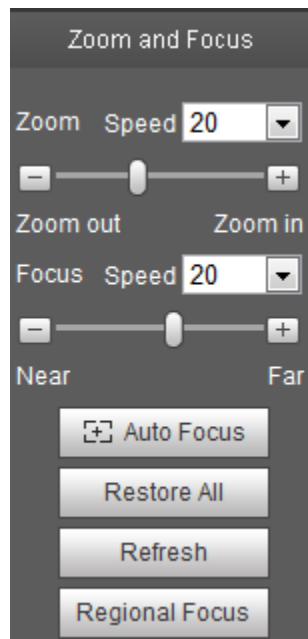 Zoom and Focus
Zoom Speed 20
Zoom out Zoom in
Focus Speed 20
Near Far
Auto Focus
Restore All
Refresh
Regional Focus